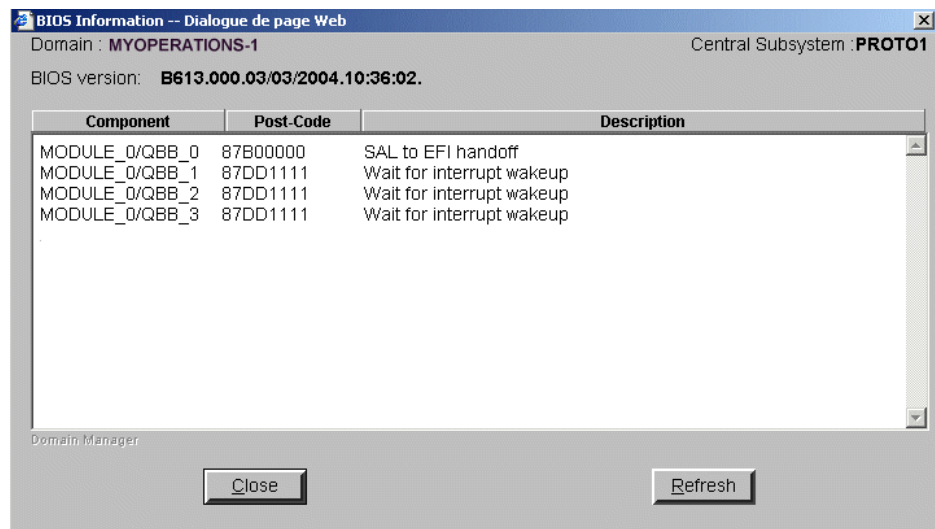 BIOS Information -- Dialogue de page Web
Domain : MYOPERATIONS-1 Central Subsystem :PROTO1
BIOS version: B613.000.03/03/2004.10:36:02.
Component Post-Code Description
MODULE_0/QBB_0 87B00000 SAL to EFI handoff
MODULE_0/QBB_1 87DD1111 Wait for interrupt wakeup
MODULE_0/QBB_2 87DD1111 Wait for interrupt wakeup
MODULE_0/QBB_3 87DD1111 Wait for interrupt wakeup
Domain Manager
Close Refresh